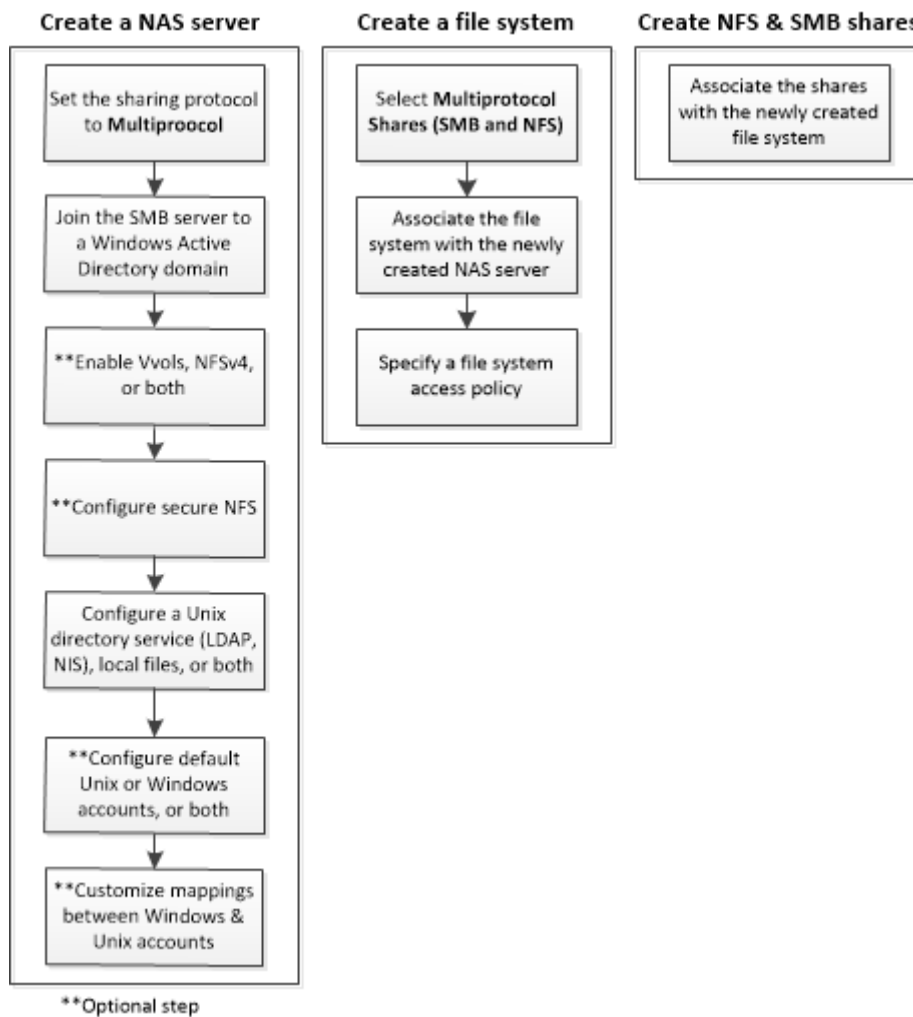 Create a NAS server
Set the sharing protocol
to Multiproocol
Join the SMB server to
a Windows Active
Directory domain
**Enable Vvols, NFSv4,
or both
**Configure secure NFS
Configure a Unix
directory service (LDAP,
NIS), local files, or both
**Configure default
Unix or Windows
accounts, or both
**Customize mappings
between Windows &
Unix accounts
**Optional step
Create a file system
Select Multiprotocol
Shares (SMB and NFS)
Associate the file
system with the newly
created NAS server
Specify a file system
access policy
Create NFS & SMB shares
Associate the shares
with the newly created
file system